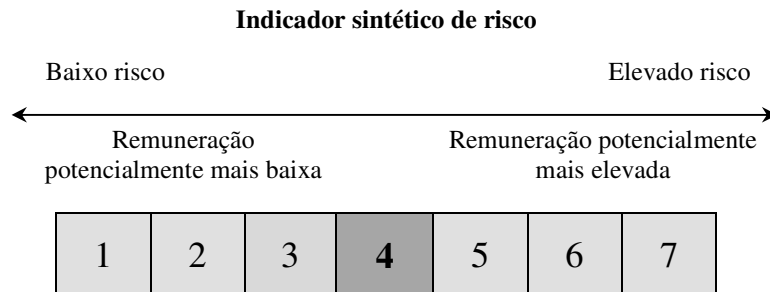 Indicador sintético de risco
Baixo risco Elevado risco
Remuneração Remuneração potencialmente
potencialmente mais baixa mais elevada
1 2 3 4 5 6 7